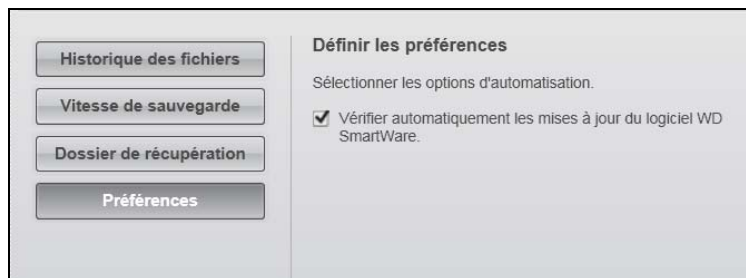 Historique des fichiers
Vitesse de sauvegarde
Dossier de récupération
Préférences
Définir les préférences
Sélectionner les options d'automatisation.
Vérifier automatiquement les mises à jour du logiciel WD
SmartWare.